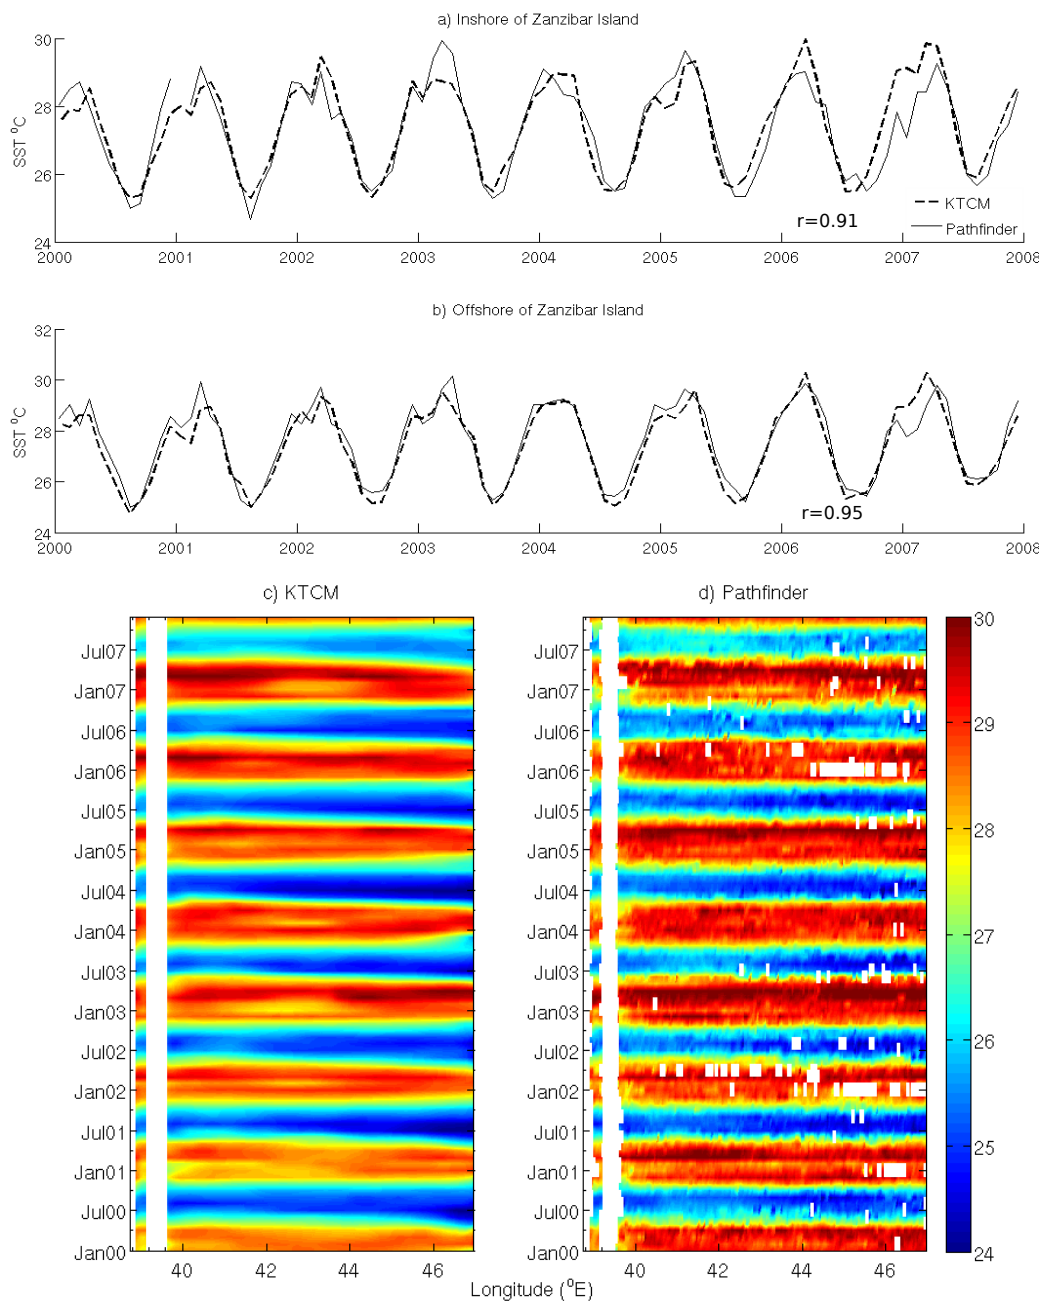 a) Inshore of Zanzibar Island
30
28
26
24
SST °C
2000 2001 2002 2003 2004 2005 2006 2007 2008
r=0.91
KTCM
Pathfinder
b) Offshore of Zanzibar Island
32
30
28
26
24
SST °C
2000 2001 2002 2003 2004 2005 2006 2007 2008
r=0.95
c) KTCM
Jul07
Jan07
Jul06
Jan06
Jul05
Jan05
Jul04
Jan04
Jul03
Jan03
Jul02
Jan02
Jul01
Jan01
Jul00
Jan00
40 42 44 46
d) Pathfinder
Jul07
Jan07
Jul06
Jan06
Jul05
Jan05
Jul04
Jan04
Jul03
Jan03
Jul02
Jan02
Jul01
Jan01
Jul00
Jan00
40 42 44 46
30
29
28
27
26
25
24
Longitude (°E)